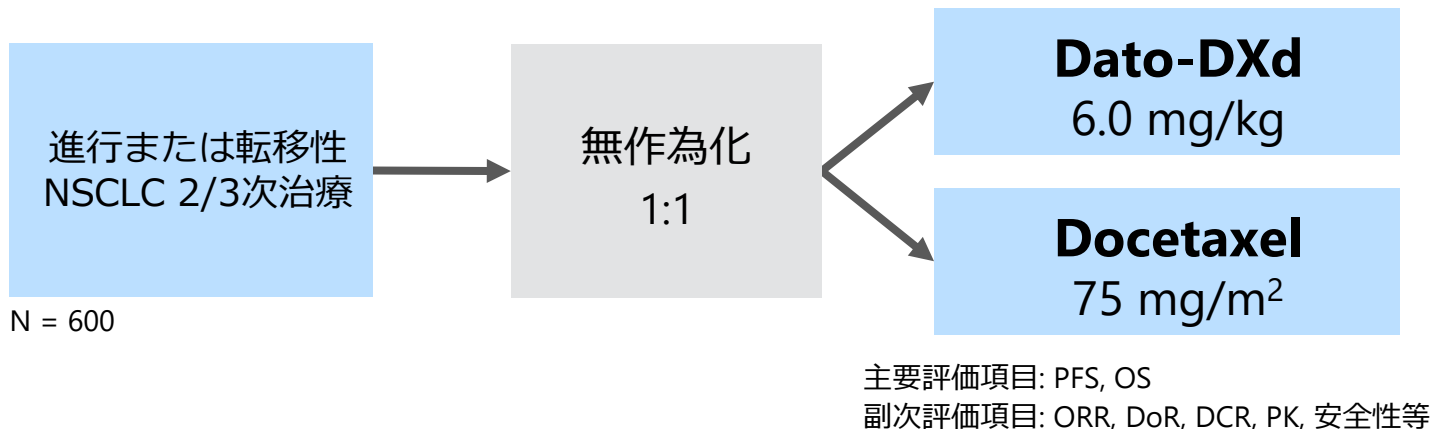 進行または転移性
NSCLC 2/3次治療
N = 600
無作為化
1:1
Dato-DXd
6.0 mg/kg
Docetaxel
75 mg/m²
主要評価項目: PFS, OS
副次評価項目: ORR, DoR, DCR, PK, 安全性等